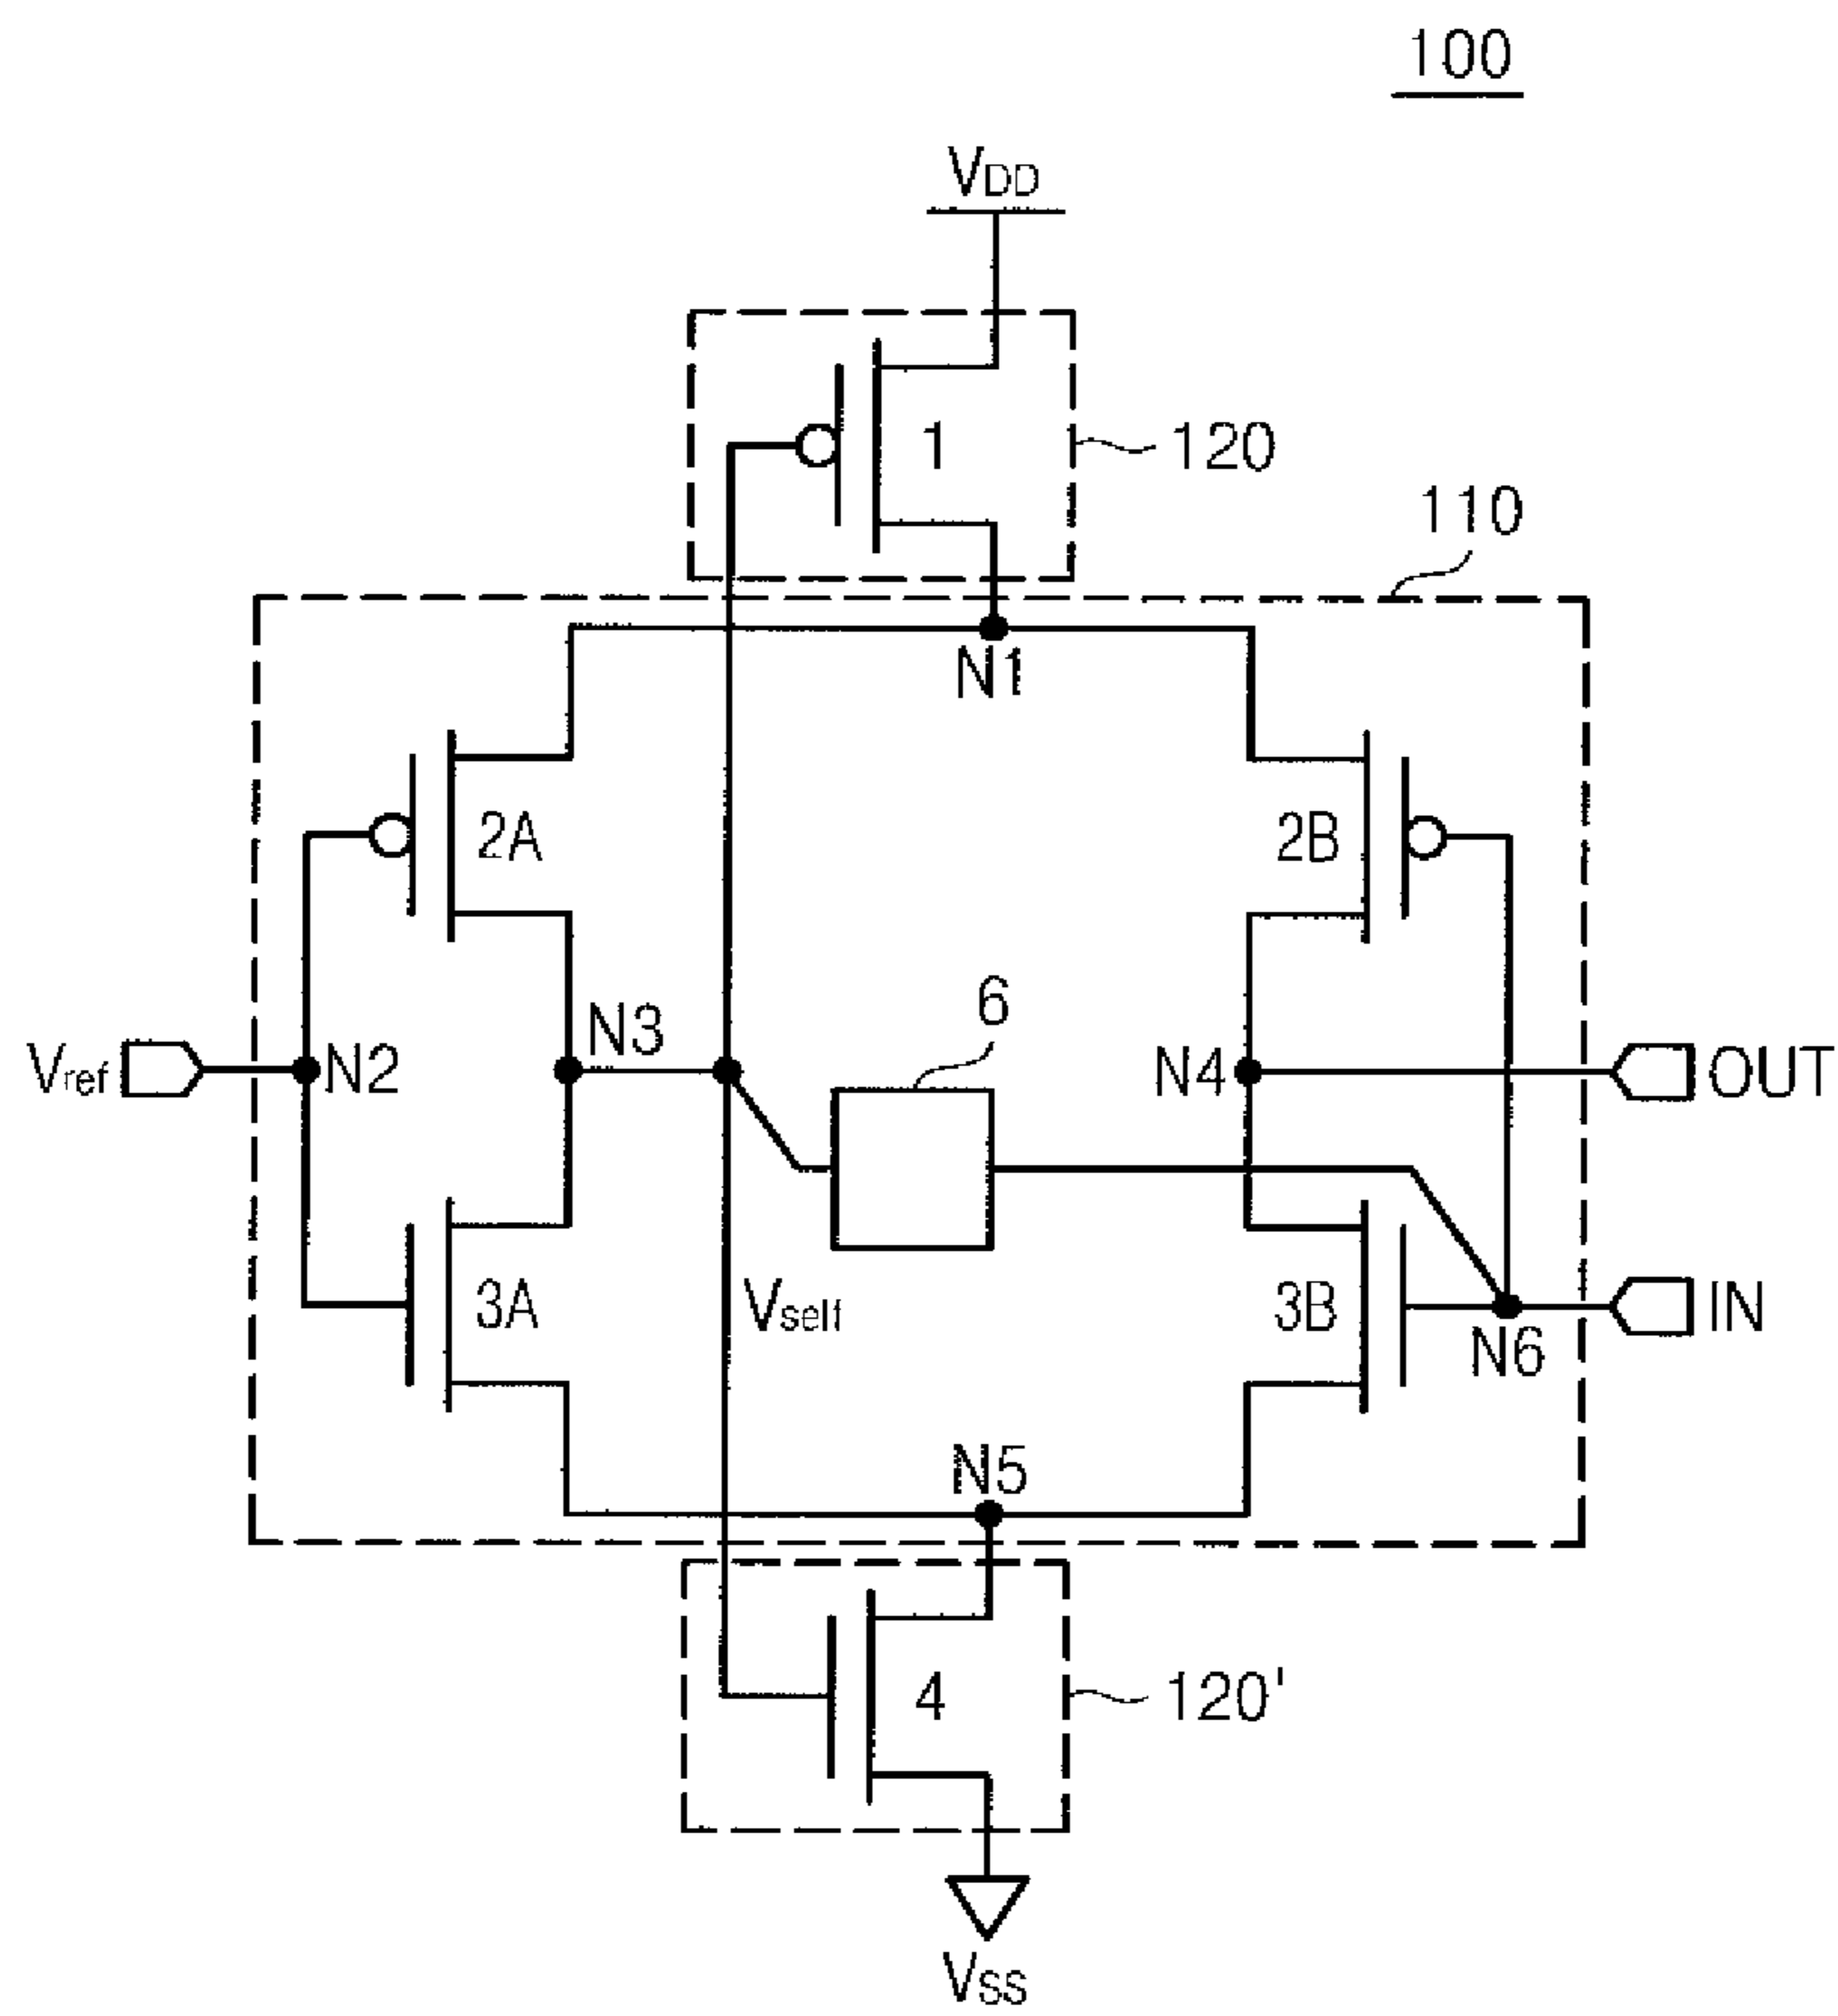 100
VDD
1
120
110
N1
2A
2B
6
N3
Vref
N2
N4
OUT
3A
Vself
3B
IN
N6
N5
4
120'
VSS